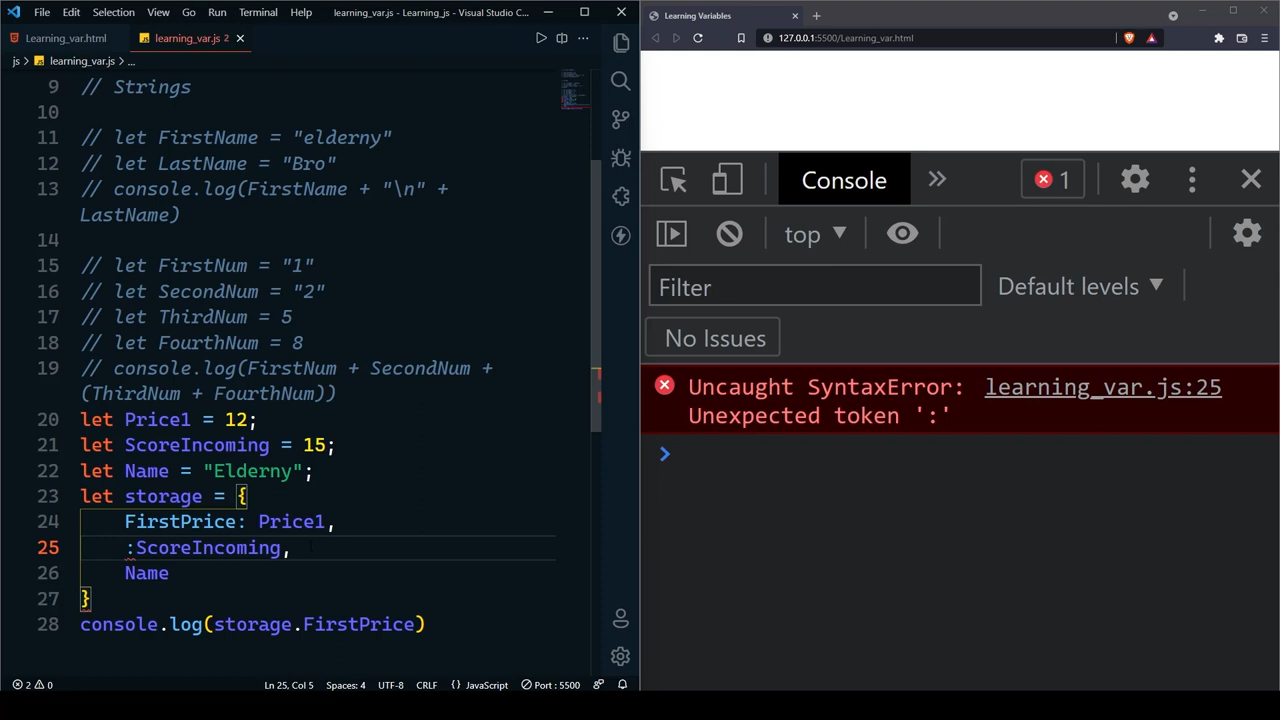 File Edit Selection View Go Run Terminal Help learning_var.js - Learning_js - Visual Studio C...
Learning_var.html learning_var.js 2
js > learning_var.js > ...
9 // Strings
10
11 // let FirstName = "elderny"
12 // let LastName = "Bro"
13 // console.log(FirstName + "\n" +
LastName)
14
15 // let FirstNum = "1"
16 // let SecondNum = "2"
17 // let ThirdNum = 5
18 // let FourthNum = 8
19 // console.log(FirstNum + SecondNum +
(ThirdNum + FourthNum))
20 let Price1 = 12;
21 let ScoreIncoming = 15;
22 let Name = "Elderny";
23 let storage = {
24 FirstPrice: Price1,
25 :ScoreIncoming,
26 Name
27 }
28 console.log(storage.FirstPrice)
2 0 Ln 25, Col 5 Spaces: 4 UTF-8 CRLF {} JavaScript Port : 5500
Learning Variables
127.0.0.1:5500/Learning_var.html
Console 1
top
Filter Default levels
No Issues
Uncaught SyntaxError: learning_var.js:25
Unexpected token ':'